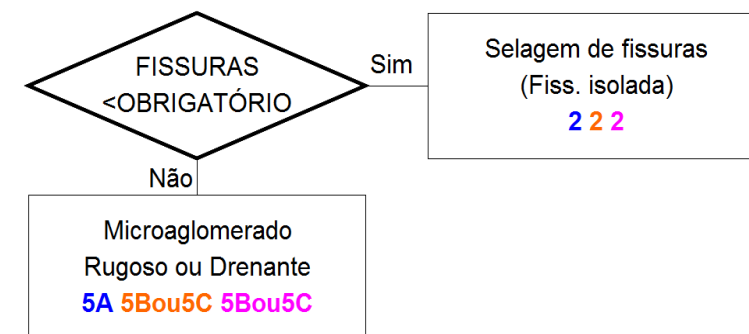 FISSURAS
<OBRIGATÓRIO
Sim
Selagem de fissuras
(Fiss. isolada)
2 2 2
Não
Microaglomerado
Rugoso ou Drenante
5A 5Bou5C 5Bou5C